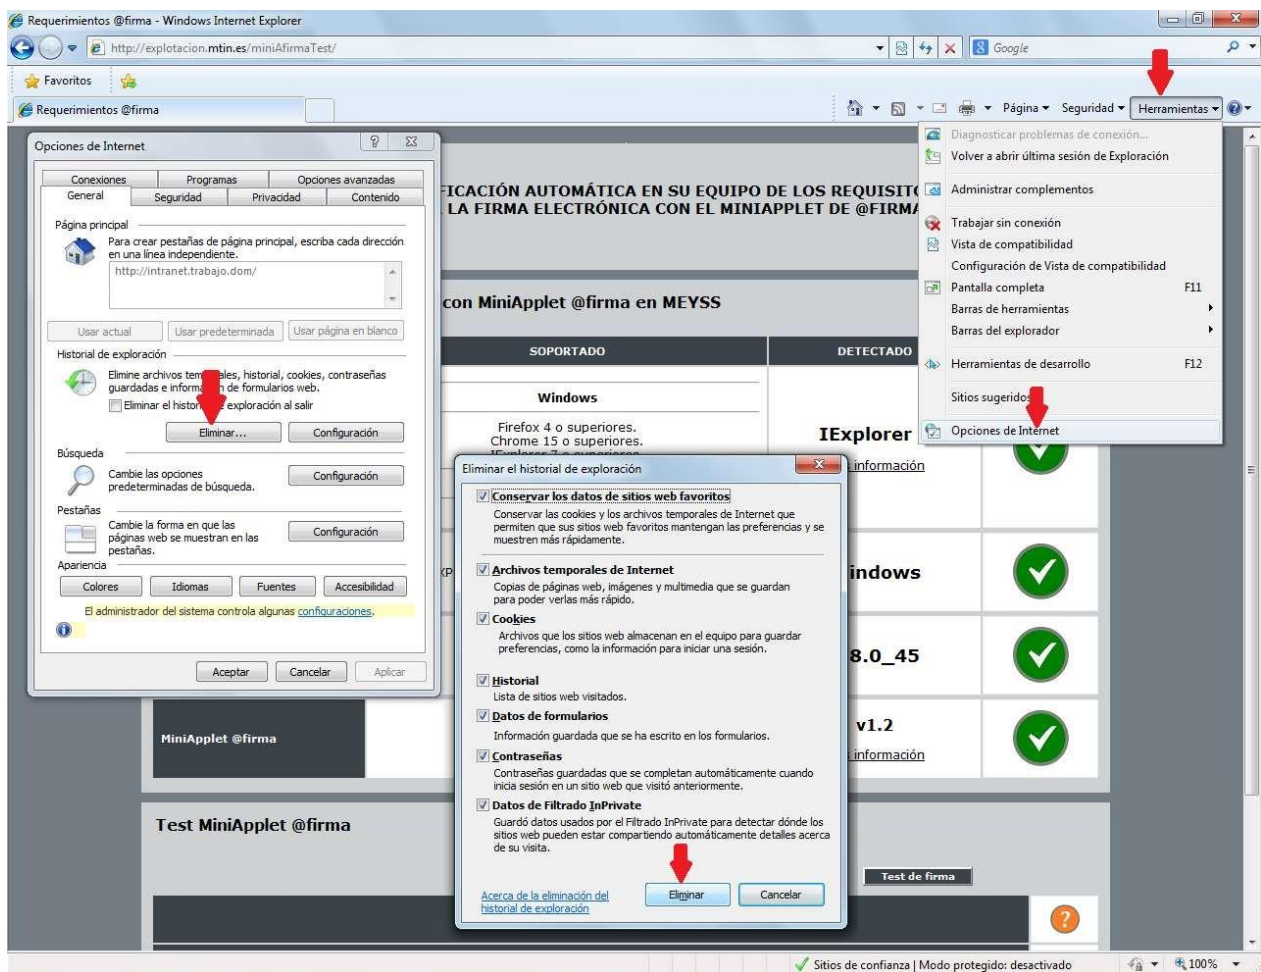 Requerimientos @firma - Windows Internet Explorer
http://explotacion.mtin.es/miniAfirmaTest/
Google
Favoritos
Requerimientos @firma
Página
Seguridad
Herramientas
Diagnosticar problemas de conexión...
Volver a abrir última sesión de Exploración
Administrar complementos
Trabajar sin conexión
Vista de compatibilidad
Configuración de Vista de compatibilidad
Pantalla completa F11
Barras de herramientas
Barras del explorador
Herramientas de desarrollo F12
Sitios sugeridos
Opciones de Internet
Opciones de Internet
Conexiones Programas Opciones avanzadas
General Seguridad Privacidad Contenido
Página principal
Para crear pestañas de página principal, escriba cada dirección
en una línea independiente.
http://intranet.trabajo.dom/
Usar actual Usar predeterminada Usar página en blanco
Historial de exploración
Elimine archivos temporales, historial, cookies, contraseñas
guardadas e información de formularios web.
Eliminar el historial de exploración al salir
Eliminar... Configuración
Búsqueda
Cambie las opciones
predeterminadas de búsqueda.
Configuración
Pestañas
Cambie la forma en que las
páginas web se muestran en las
pestañas.
Configuración
Apariencia
Colores Idiomas Fuentes Accesibilidad
El administrador del sistema controla algunas configuraciones.
Aceptar Cancelar Aplicar
FICACIÓN AUTOMÁTICA EN SU EQUIPO DE LOS REQUISITO
LA FIRMA ELECTRÓNICA CON EL MINIAPPLET DE @FIRMA
con MiniApplet @firma en MEYSS
SOPORTADO DETECTADO
Windows
Firefox 4 o superiores.
Chrome 15 o superiores.
IExplorer 7 o superiores.
IExplorer
información
XP
indows
8.0_45
MiniApplet @firma
v1.2
información
Eliminar el historial de exploración
Conservar los datos de sitios web favoritos
Conservar las cookies y los archivos temporales de Internet que
permiten que sus sitios web favoritos mantengan las preferencias y se
muestren más rápidamente.
Archivos temporales de Internet
Copias de páginas web, imágenes y multimedia que se guardan
para poder verlas más rápido.
Cookies
Archivos que los sitios web almacenan en el equipo para guardar
preferencias, como la información para iniciar una sesión.
Historial
Lista de sitios web visitados.
Datos de formularios
Información guardada que se ha escrito en los formularios.
Contraseñas
Contraseñas guardadas que se completan automáticamente cuando
inicia sesión en un sitio web que visitó anteriormente.
Datos de Filtrado InPrivate
Guardó datos usados por el Filtrado InPrivate para detectar dónde los
sitios web pueden estar compartiendo automáticamente detalles acerca
de su visita.
Acerca de la eliminación del
historial de exploración
Eliminar Cancelar
Test MiniApplet @firma
Test de firma
Sitios de confianza | Modo protegido: desactivado
100%